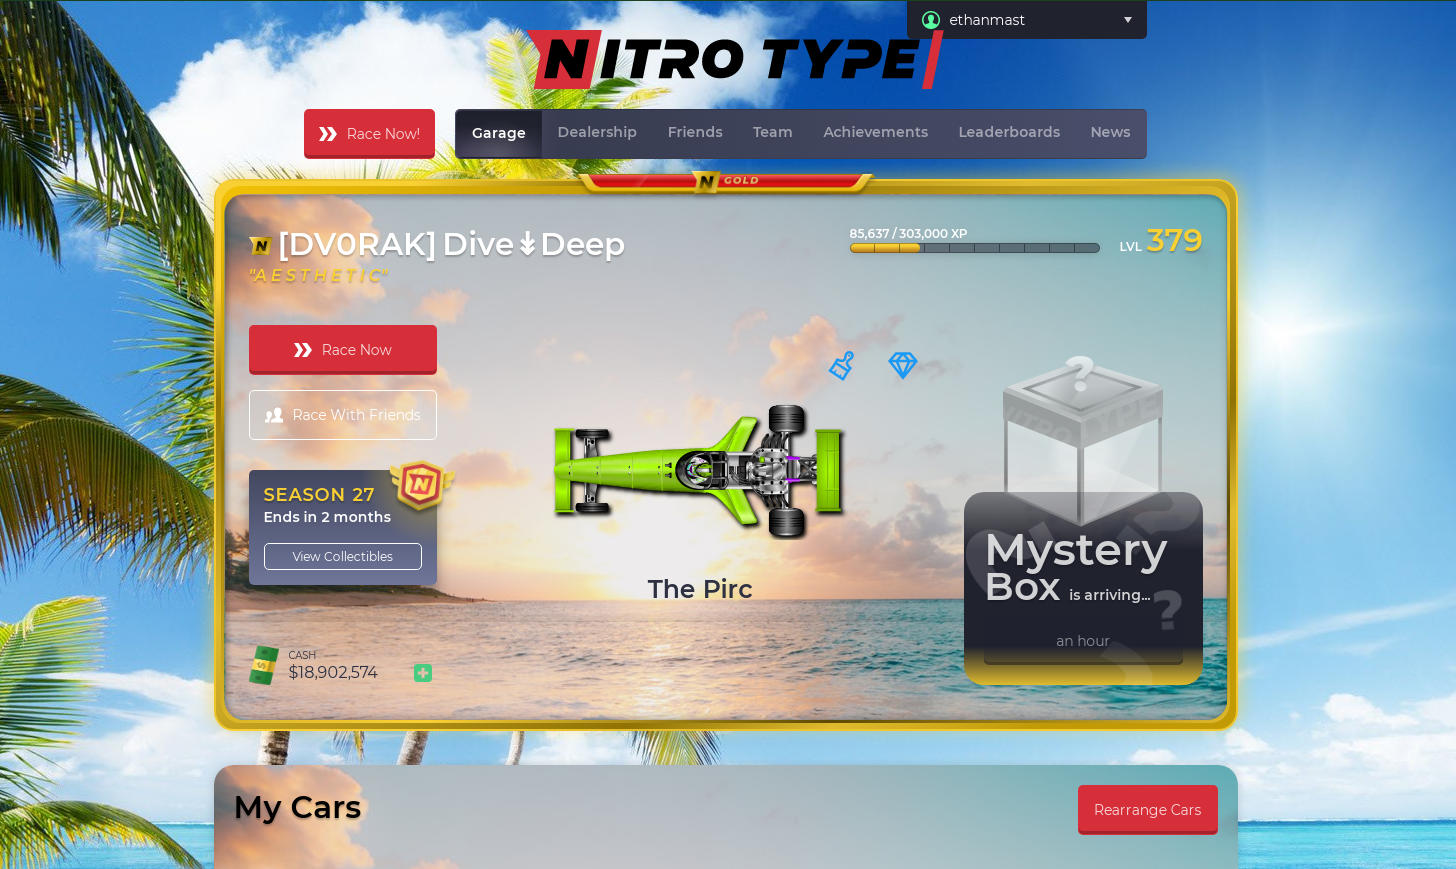 ethanmast
NITRO TYPE
Race Now!
Garage
Dealership
Friends
Team
Achievements
Leaderboards
News
N GOLD
N [DV0RAK] Dive↡Deep
"AESTHETIC"
85,637 / 303,000 XP
LVL 379
Race Now
Race With Friends
SEASON 27
N
Ends in 2 months
View Collectibles
The Pirc
?
NITRO TYPE
Mystery
Box is arriving...
?
an hour
CASH
$
$18,902,574
My Cars
Rearrange Cars